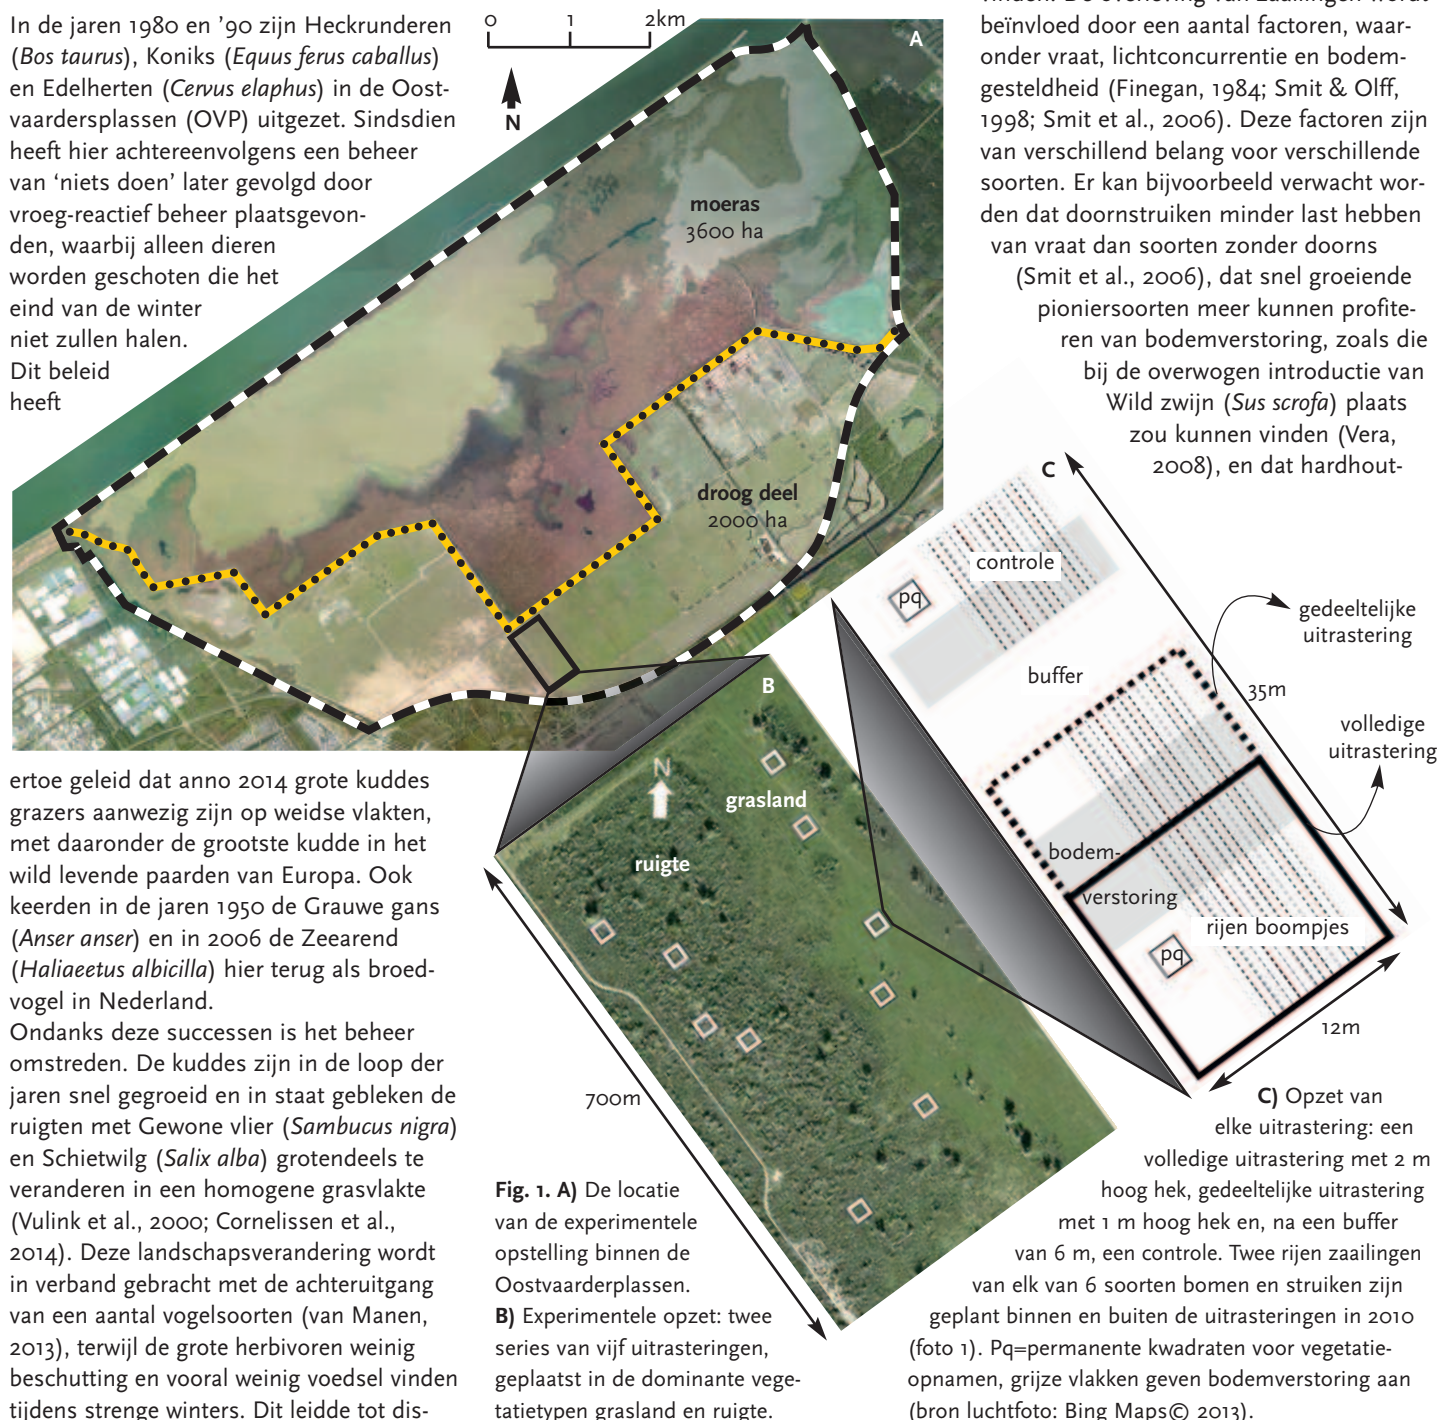 In de jaren 1980 en ’90 zijn Heckrunderen
(Bos taurus), Koniks (Equus ferus caballus)
en Edelherten (Cervus elaphus) in de Oost-
vaardersplassen (OVP) uitgezet. Sindsdien
heeft hier achtereenvolgens een beheer
van ‘niets doen’ later gevolgd door
vroeg-reactief beheer plaatsgevon-
den, waarbij alleen dieren
worden geschoten die het
eind van de winter
niet zullen halen.
Dit beleid
heeft
ertoe geleid dat anno 2014 grote kuddes
grazers aanwezig zijn op weidse vlakten,
met daaronder de grootste kudde in het
wild levende paarden van Europa. Ook
keerden in de jaren 1950 de Grauwe gans
(Anser anser) en in 2006 de Zeearend
(Haliaeetus albicilla) hier terug als broed-
vogel in Nederland.
Ondanks deze successen is het beheer
omstreden. De kuddes zijn in de loop der
jaren snel gegroeid en in staat gebleken de
ruigten met Gewone vlier (Sambucus nigra)
en Schietwilg (Salix alba) grotendeels te
veranderen in een homogene grasvlakte
(Vulink et al., 2000; Cornelissen et al.,
2014). Deze landschapsverandering wordt
in verband gebracht met de achteruitgang
van een aantal vogelsoorten (van Manen,
2013), terwijl de grote herbivoren weinig
beschutting en vooral weinig voedsel vinden
tijdens strenge winters. Dit leidde tot dis-
0 1 2km
N
A
moeras
3600 ha
droog deel
2000 ha
B
N
grasland
ruigte
700m
Fig. 1. A) De locatie
van de experimentele
opstelling binnen de
Oostvaarderplassen.
B) Experimentele opzet: twee
series van vijf uitrasteringen,
geplaatst in de dominante vege-
tatietypen grasland en ruigte.
vinden. De overleving van zaailingen wordt
beïnvloed door een aantal factoren, waar-
onder vraat, lichtconcurrentie en bodem-
gesteldheid (Finegan, 1984; Smit & Olff,
1998; Smit et al., 2006). Deze factoren zijn
van verschillend belang voor verschillende
soorten. Er kan bijvoorbeeld verwacht wor-
den dat doornstruiken minder last hebben
van vraat dan soorten zonder doorns
(Smit et al., 2006), dat snel groeiende
pioniersoorten meer kunnen profite-
ren van bodemverstoring, zoals die
bij de overwogen introductie van
Wild zwijn (Sus scrofa) plaats
zou kunnen vinden (Vera,
2008), en dat hardhout-
C
controle
pq
gedeeltelijke
uitrastering
buffer
35m
volledige
uitrastering
bodem-
verstoring
rijen boompjes
pq
12m
C) Opzet van
elke uitrastering: een
volledige uitrastering met 2 m
hoog hek, gedeeltelijke uitrastering
met 1 m hoog hek en, na een buffer
van 6 m, een controle. Twee rijen zaailingen
van elk van 6 soorten bomen en struiken zijn
geplant binnen en buiten de uitrasteringen in 2010
(foto 1). Pq=permanente kwadraten voor vegetatie-
opnamen, grijze vlakken geven bodemverstoring aan
(bron luchtfoto: Bing Maps© 2013).